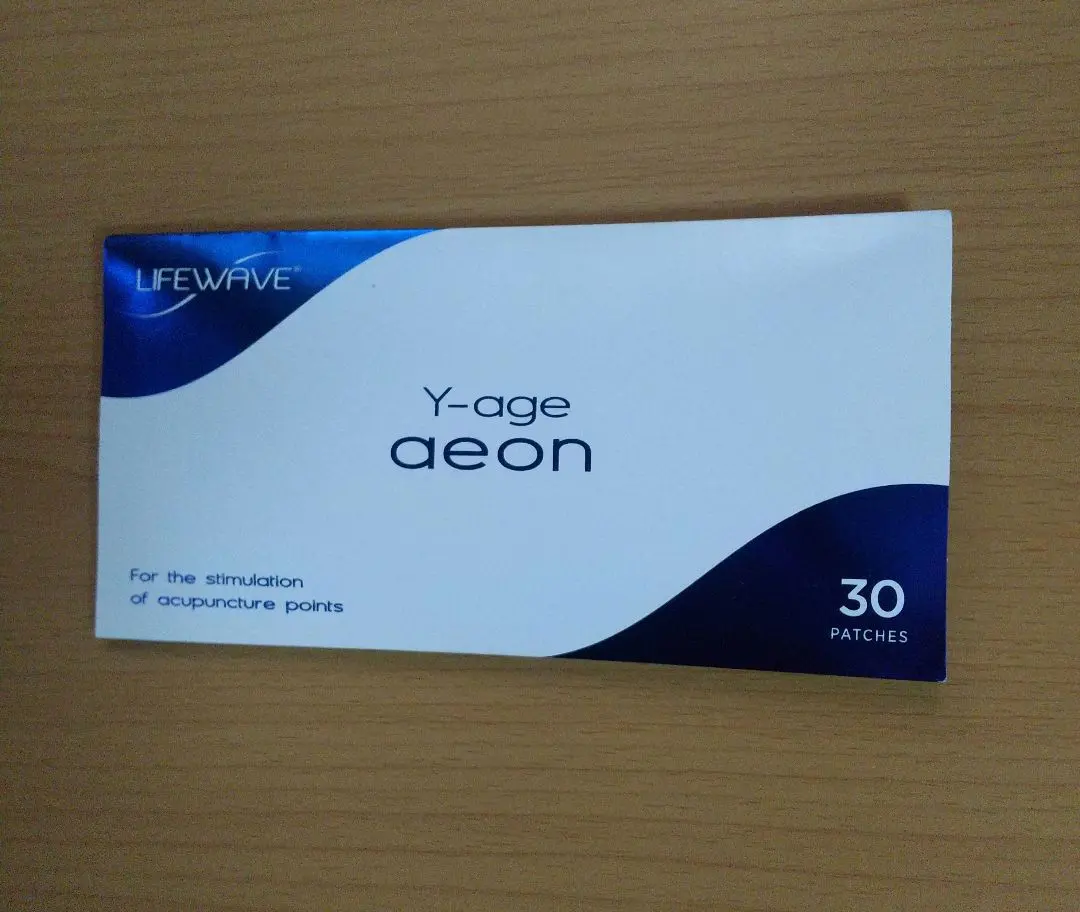 LIFEWAVE®
Y-age
aeon
For the stimulation
of acupuncture points
30
PATCHES